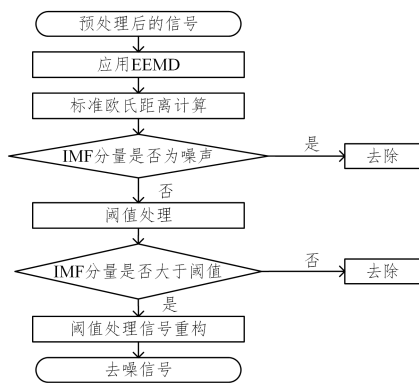 预处理后的信号
应用EEMD
标准欧氏距离计算
IMF分量是否为噪声
是
去除
否
阈值处理
IMF分量是否大于阈值
否
去除
是
阈值处理信号重构
去噪信号